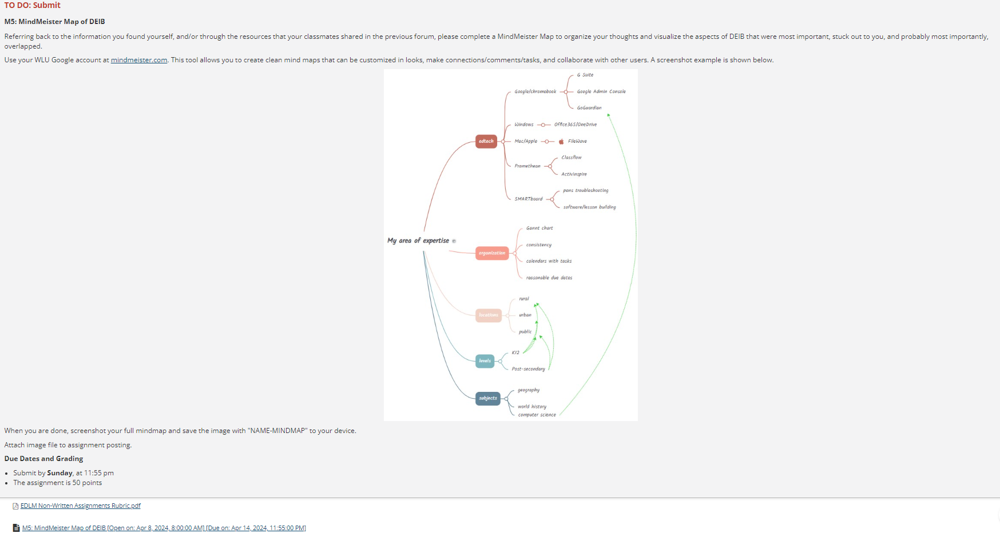 TO DO: Submit
M5: MindMeister Map of DEIB
Referring back to the information you found yourself, and/or through the resources that your classmates shared in the previous forum, please complete a MindMeister Map to organize your thoughts and visualize the aspects of DEIB that were most important, stuck out to you, and probably most importantly,
overlapped.
Use your WLU Google account at mindmeister.com. This tool allows you to create clean mind maps that can be customized in looks, make connections/comments/tasks, and collaborate with other users. A screenshot example is shown below.
G Suite
Google/chromebook
Google Admin Console
GoGuardian
Windows
Office365/OneDrive
edtech
Mac/Apple
FileWave
Classflow
Promethean
ActivInspire
pens troubleshooting
SMARTboard
software/lesson building
Gannt chart
My area of expertise
consistency
organization
calendars with tasks
reasonable due dates
rural
locations
urban
public
K12
levels
Post-secondary
geography
subjects
world history
computer science
When you are done, screenshot your full mindmap and save the image with "NAME-MINDMAP" to your device.
Attach image file to assignment posting.
Due Dates and Grading
• Submit by Sunday, at 11:55 pm
• The assignment is 50 points
EDLM Non-Written Assignments Rubric.pdf
M5: MindMeister Map of DEIB [Open on: Apr 8, 2024, 8:00:00 AM] [Due on: Apr 14, 2024, 11:55:00 PM]